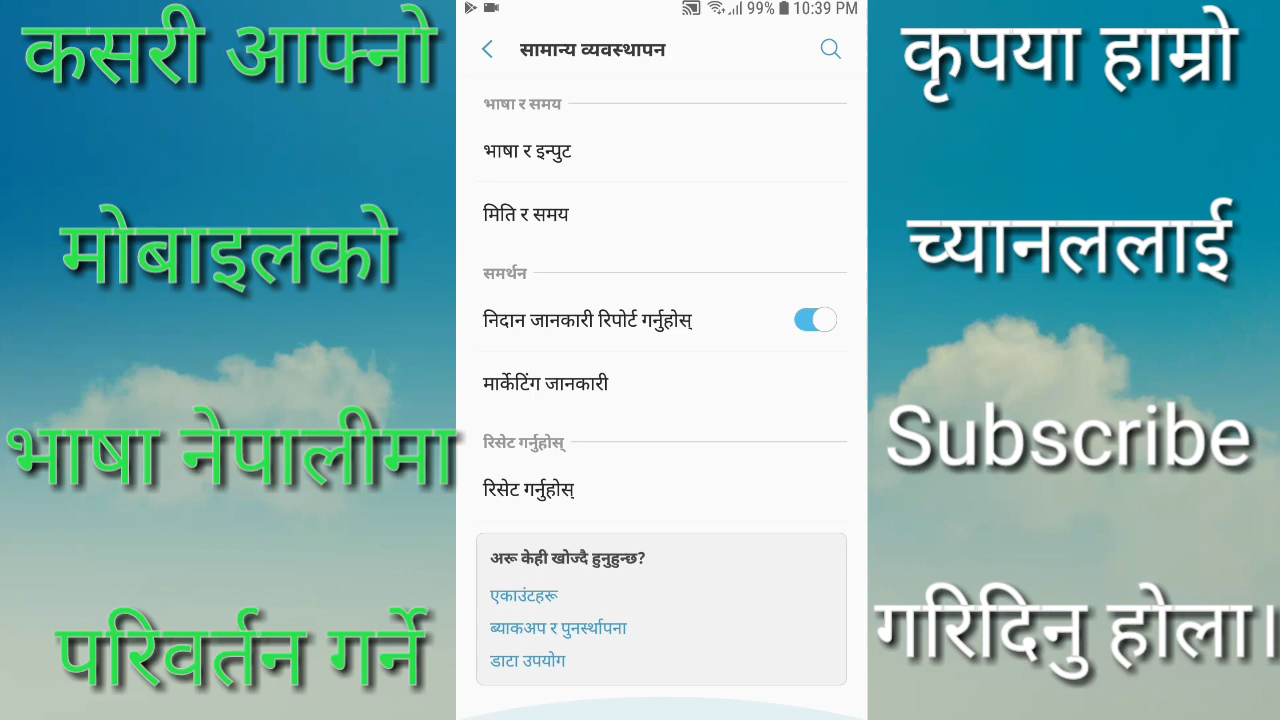 कसरी आफ्नो
मोबाइलको
भाषा नेपालीमा
परिवर्तन गर्ने
99% 10:39 PM
सामान्य व्यवस्थापन
भाषा र समय
भाषा र इन्पुट
मिति र समय
समर्थन
निदान जानकारी रिपोर्ट गर्नुहोस्
मार्केटिंग जानकारी
रिसेट गर्नुहोस्
रिसेट गर्नुहोस्
अरू केही खोज्दै हुनुहुन्छ?
एकाउंटहरू
ब्याकअप र पुनर्स्थापना
डाटा उपयोग
कृपया हाम्रो
च्यानललाई
Subscribe
गरिदिनु होला।